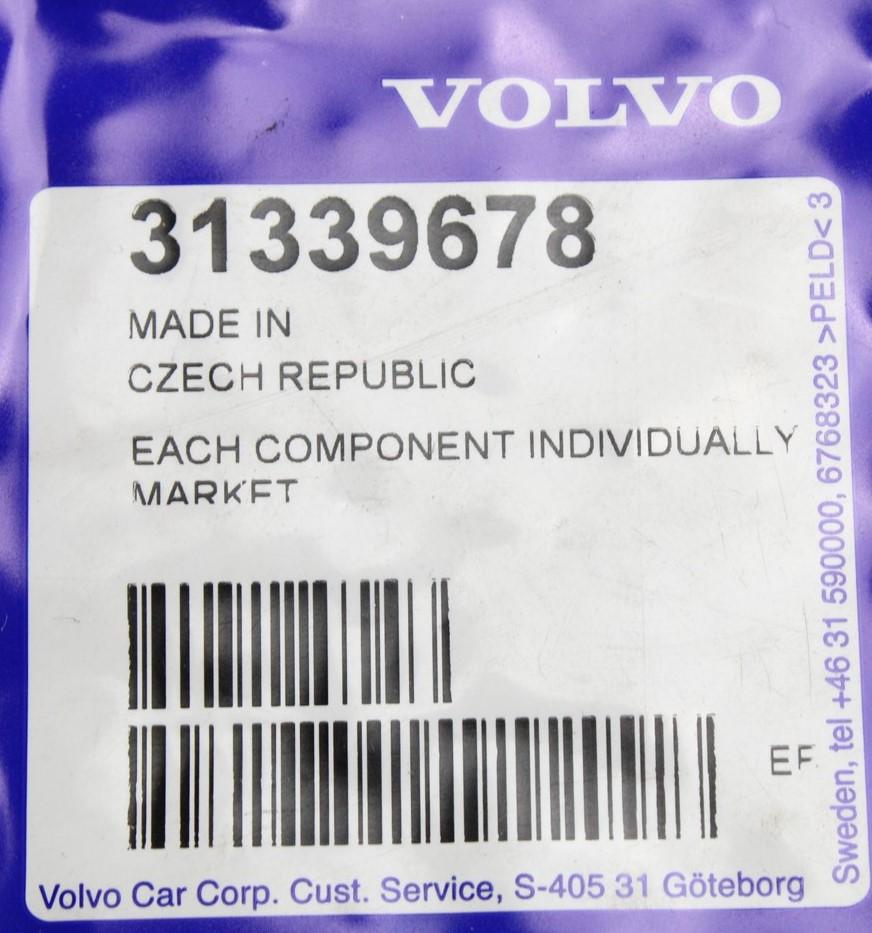 VOLVO
31339678
MADE IN
CZECH REPUBLIC
EACH COMPONENT INDIVIDUALLY
MARKET
EF
Volvo Car Corp. Cust. Service, S-405 31 Göteborg
Sweden, tel +46 31 590000, 6768323 >PELD< 3